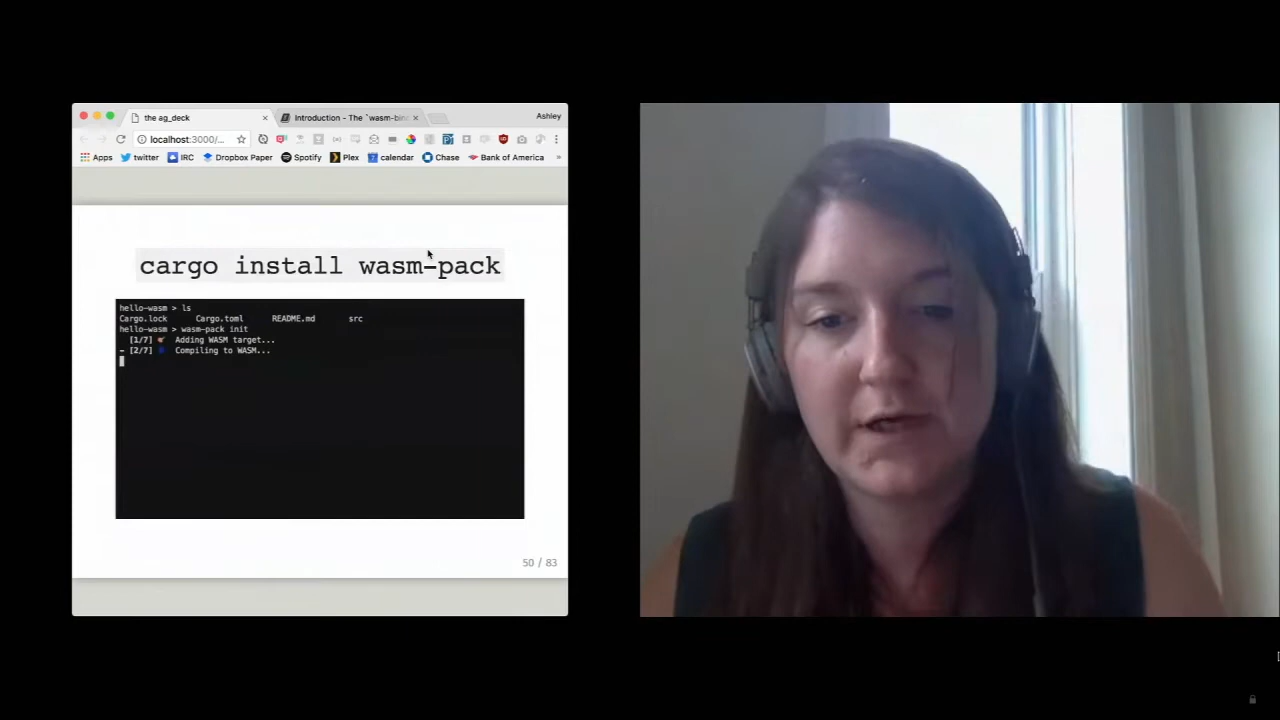 the ag_deck
Introduction - The `wasm-bin
Ashley
localhost:3000/...
Apps twitter IRC Dropbox Paper Spotify Plex calendar Chase Bank of America »
cargo install wasm-pack
hello-wasm > ls
Cargo.lock Cargo.toml README.md src
hello-wasm > wasm-pack init
[1/7] Adding WASM target...
[2/7] Compiling to WASM...
50 / 83